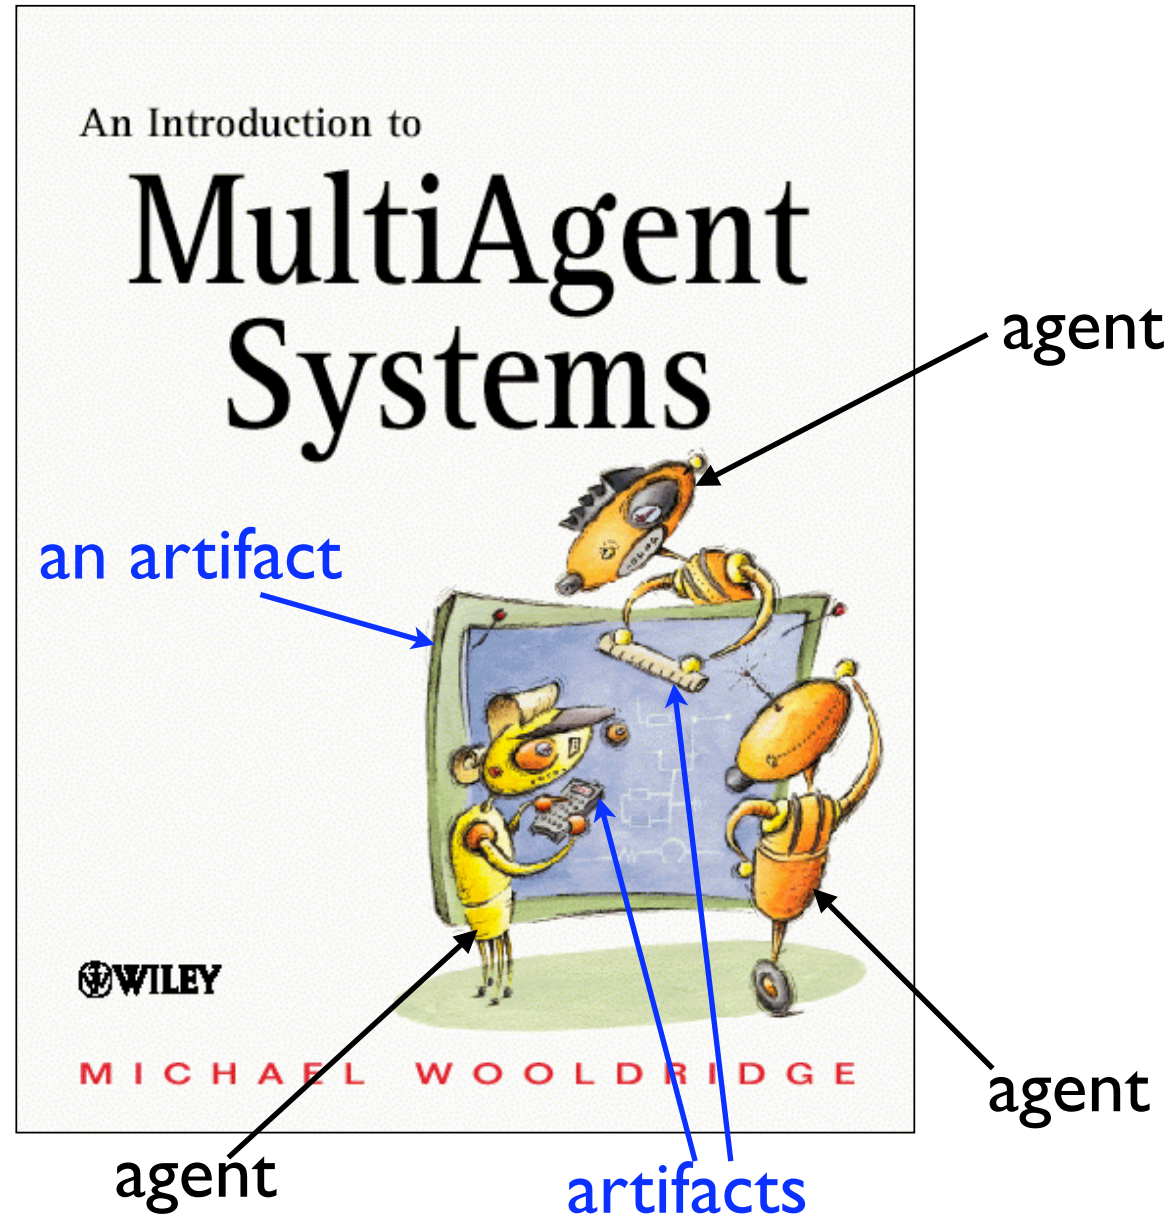 An Introduction to
MultiAgent
Systems
agent
an artifact
WILEY
MICHAEL WOOLDRIDGE
agent
agent
artifacts